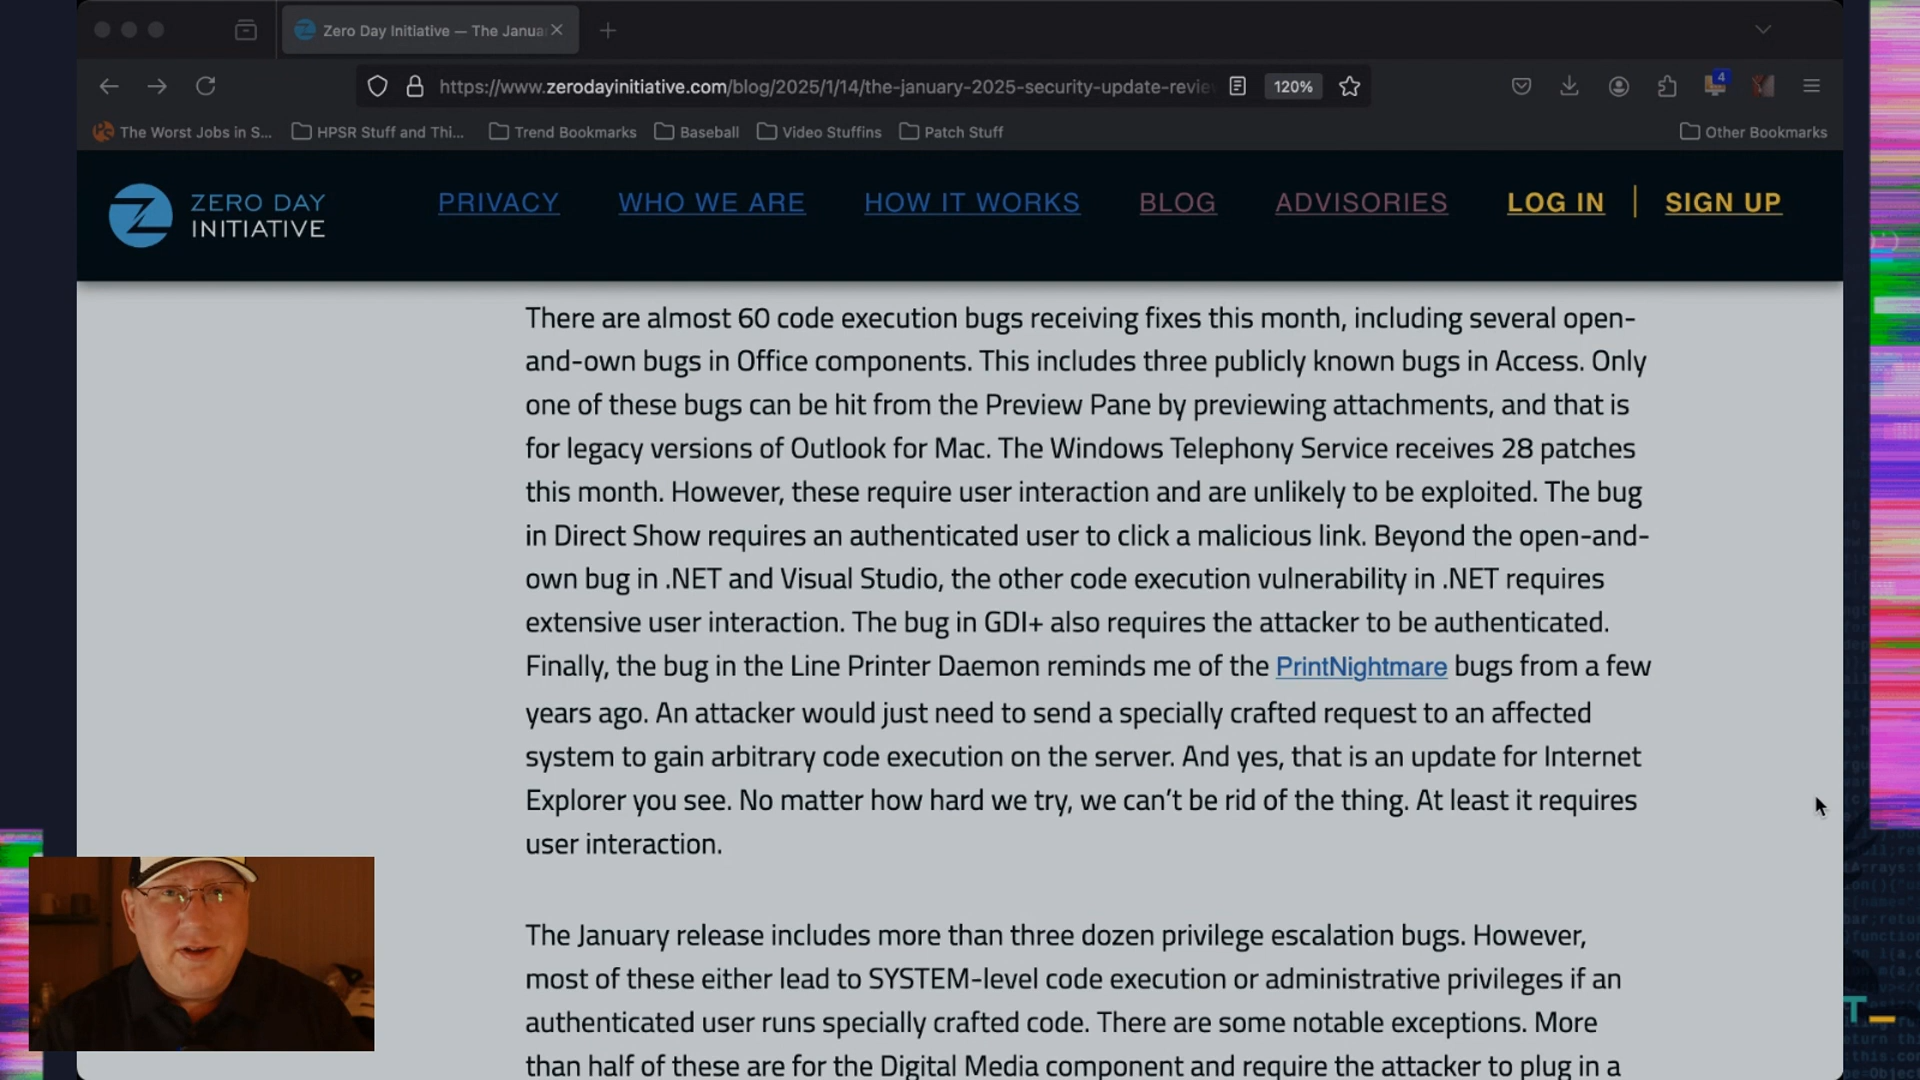 Zero Day Initiative — The Janua
https://www.zerodayinitiative.com/blog/2025/1/14/the-january-2025-security-update-revie
120%
4
The Worst Jobs in S...
HPSR Stuff and Thi...
Trend Bookmarks
Baseball
Video Stuffins
Patch Stuff
Other Bookmarks
ZERO DAY
INITIATIVE
PRIVACY
WHO WE ARE
HOW IT WORKS
BLOG
ADVISORIES
LOG IN
SIGN UP
There are almost 60 code execution bugs receiving fixes this month, including several open-
and-own bugs in Office components. This includes three publicly known bugs in Access. Only
one of these bugs can be hit from the Preview Pane by previewing attachments, and that is
for legacy versions of Outlook for Mac. The Windows Telephony Service receives 28 patches
this month. However, these require user interaction and are unlikely to be exploited. The bug
in Direct Show requires an authenticated user to click a malicious link. Beyond the open-and-
own bug in .NET and Visual Studio, the other code execution vulnerability in .NET requires
extensive user interaction. The bug in GDI+ also requires the attacker to be authenticated.
Finally, the bug in the Line Printer Daemon reminds me of the PrintNightmare bugs from a few
years ago. An attacker would just need to send a specially crafted request to an affected
system to gain arbitrary code execution on the server. And yes, that is an update for Internet
Explorer you see. No matter how hard we try, we can't be rid of the thing. At least it requires
user interaction.
The January release includes more than three dozen privilege escalation bugs. However,
most of these either lead to SYSTEM-level code execution or administrative privileges if an
authenticated user runs specially crafted code. There are some notable exceptions. More
than half of these are for the Digital Media component and require the attacker to plug in a
T_